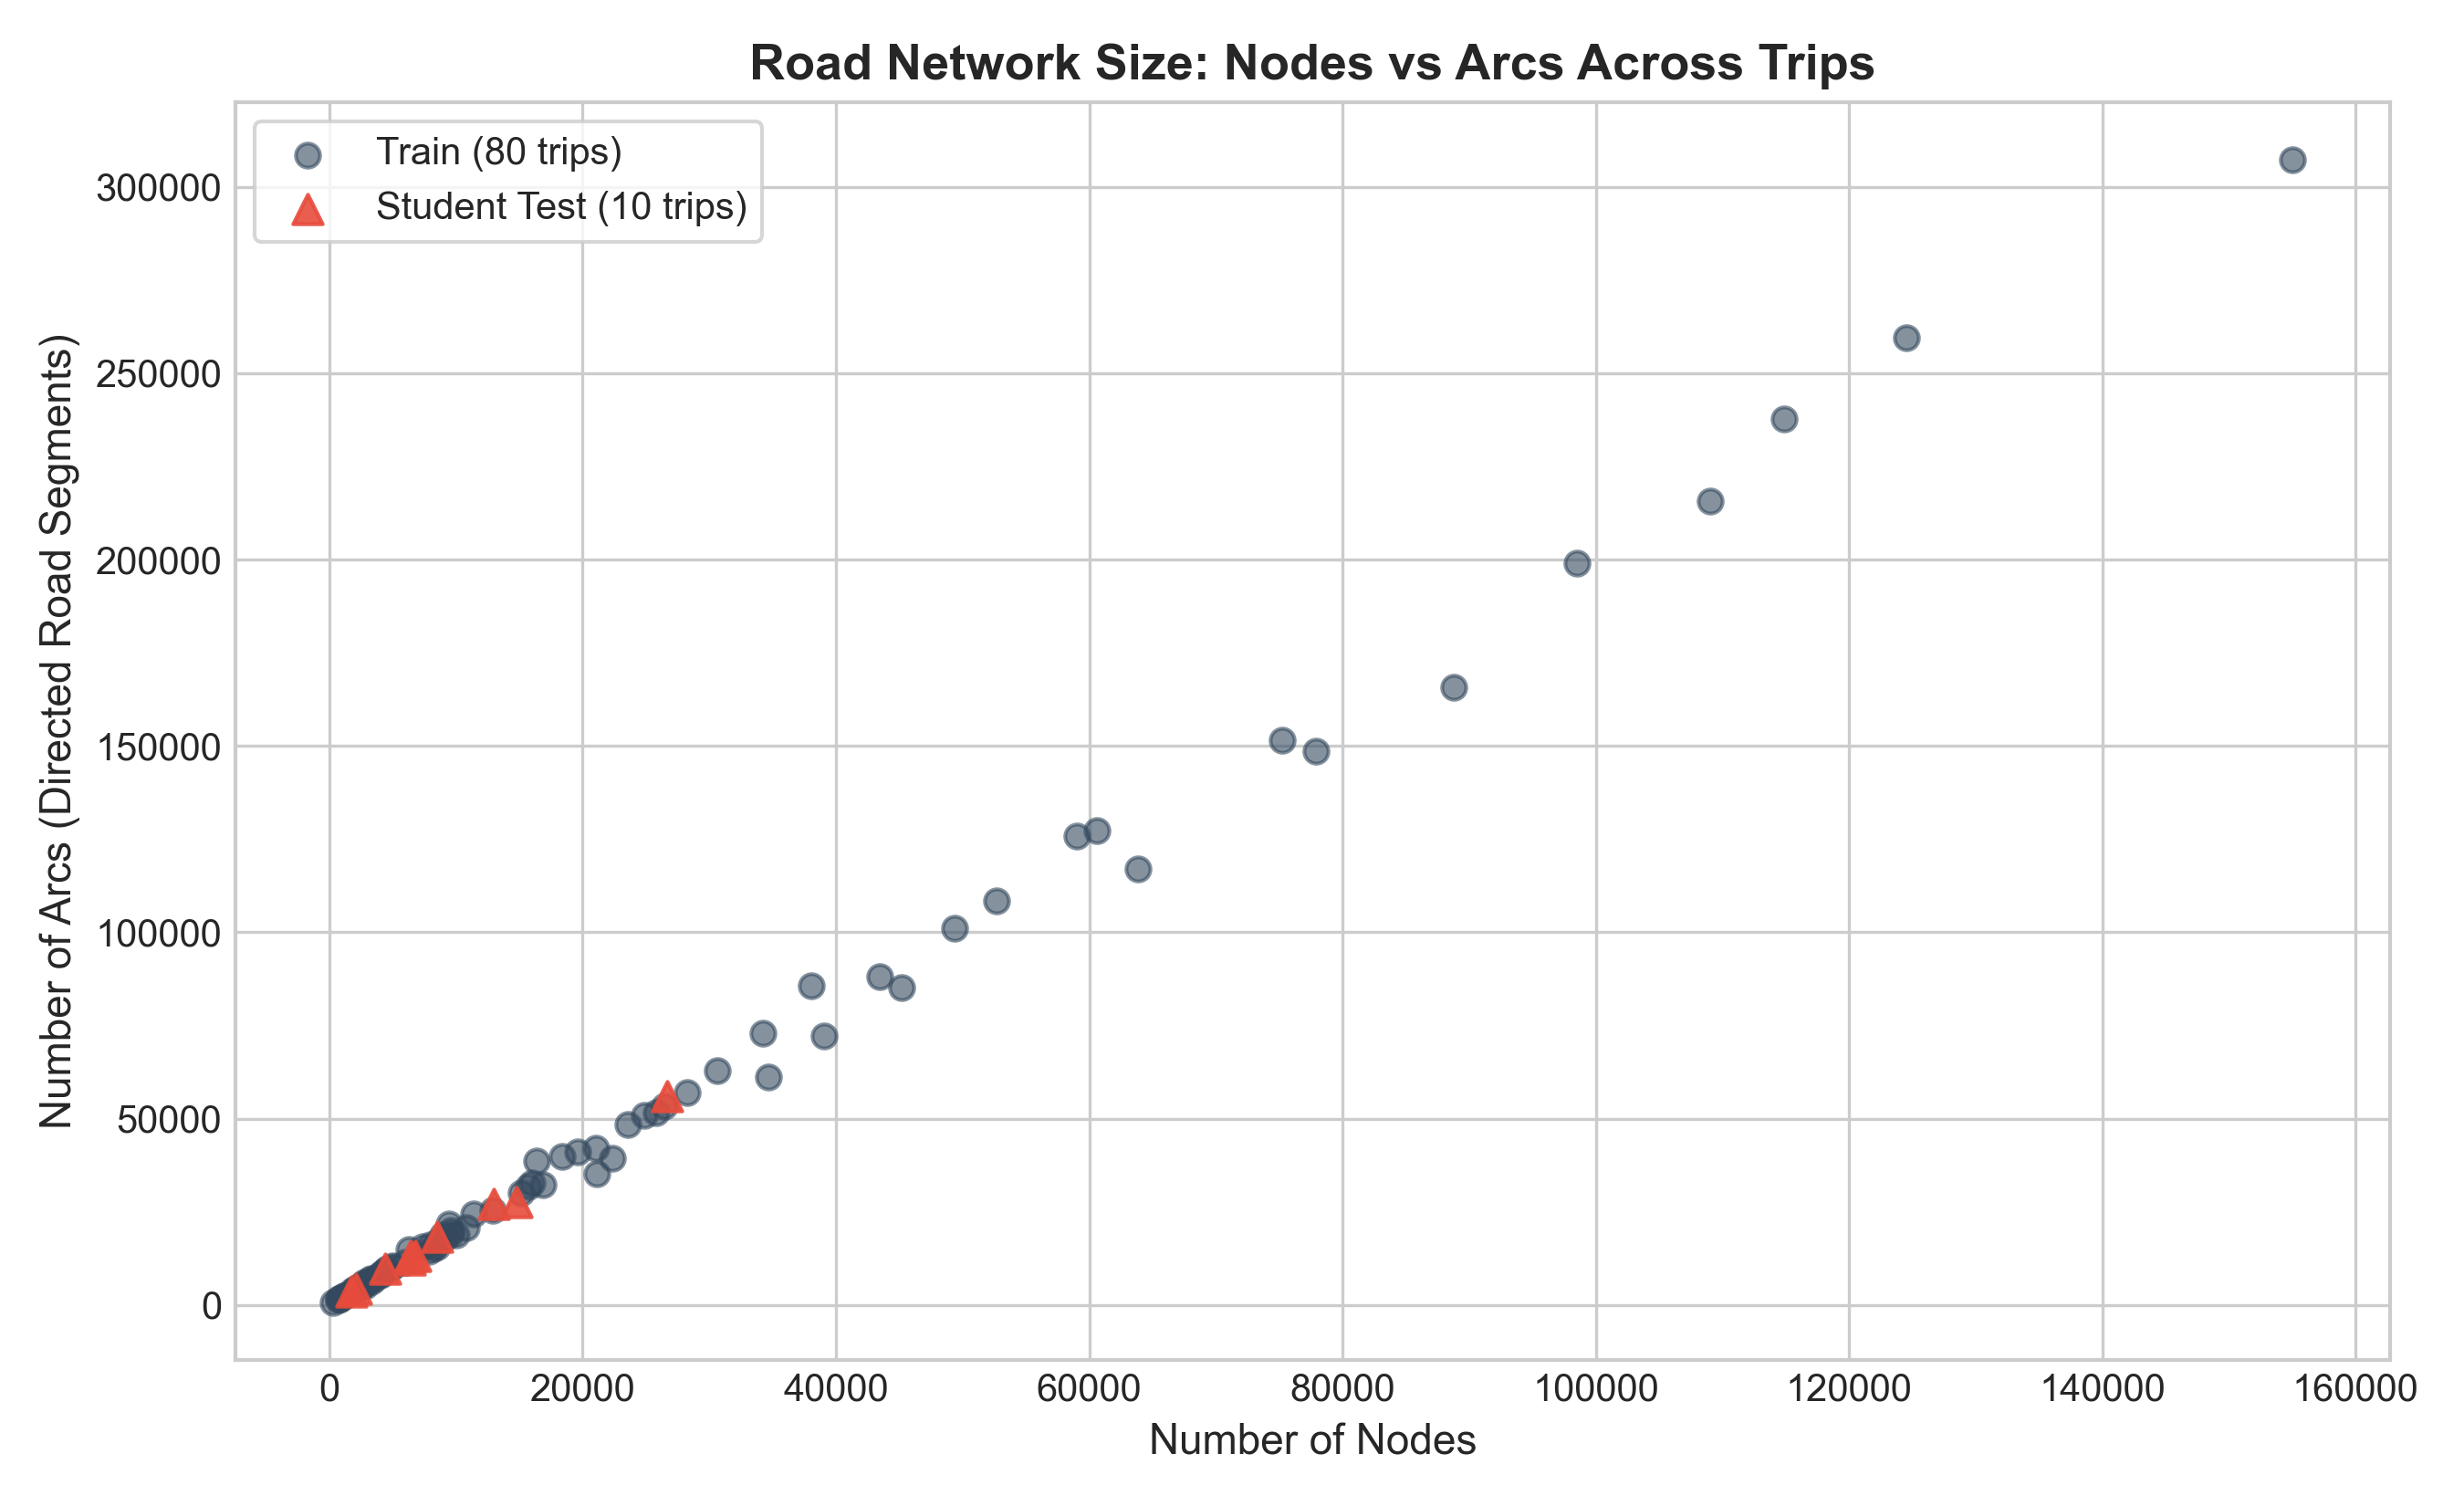 Road Network Size: Nodes vs Arcs Across Trips
Train (80 trips)
Student Test (10 trips)
Number of Arcs (Directed Road Segments)
300000
250000
200000
150000
100000
50000
0
0 20000 40000 60000 80000 100000 120000 140000 160000
Number of Nodes